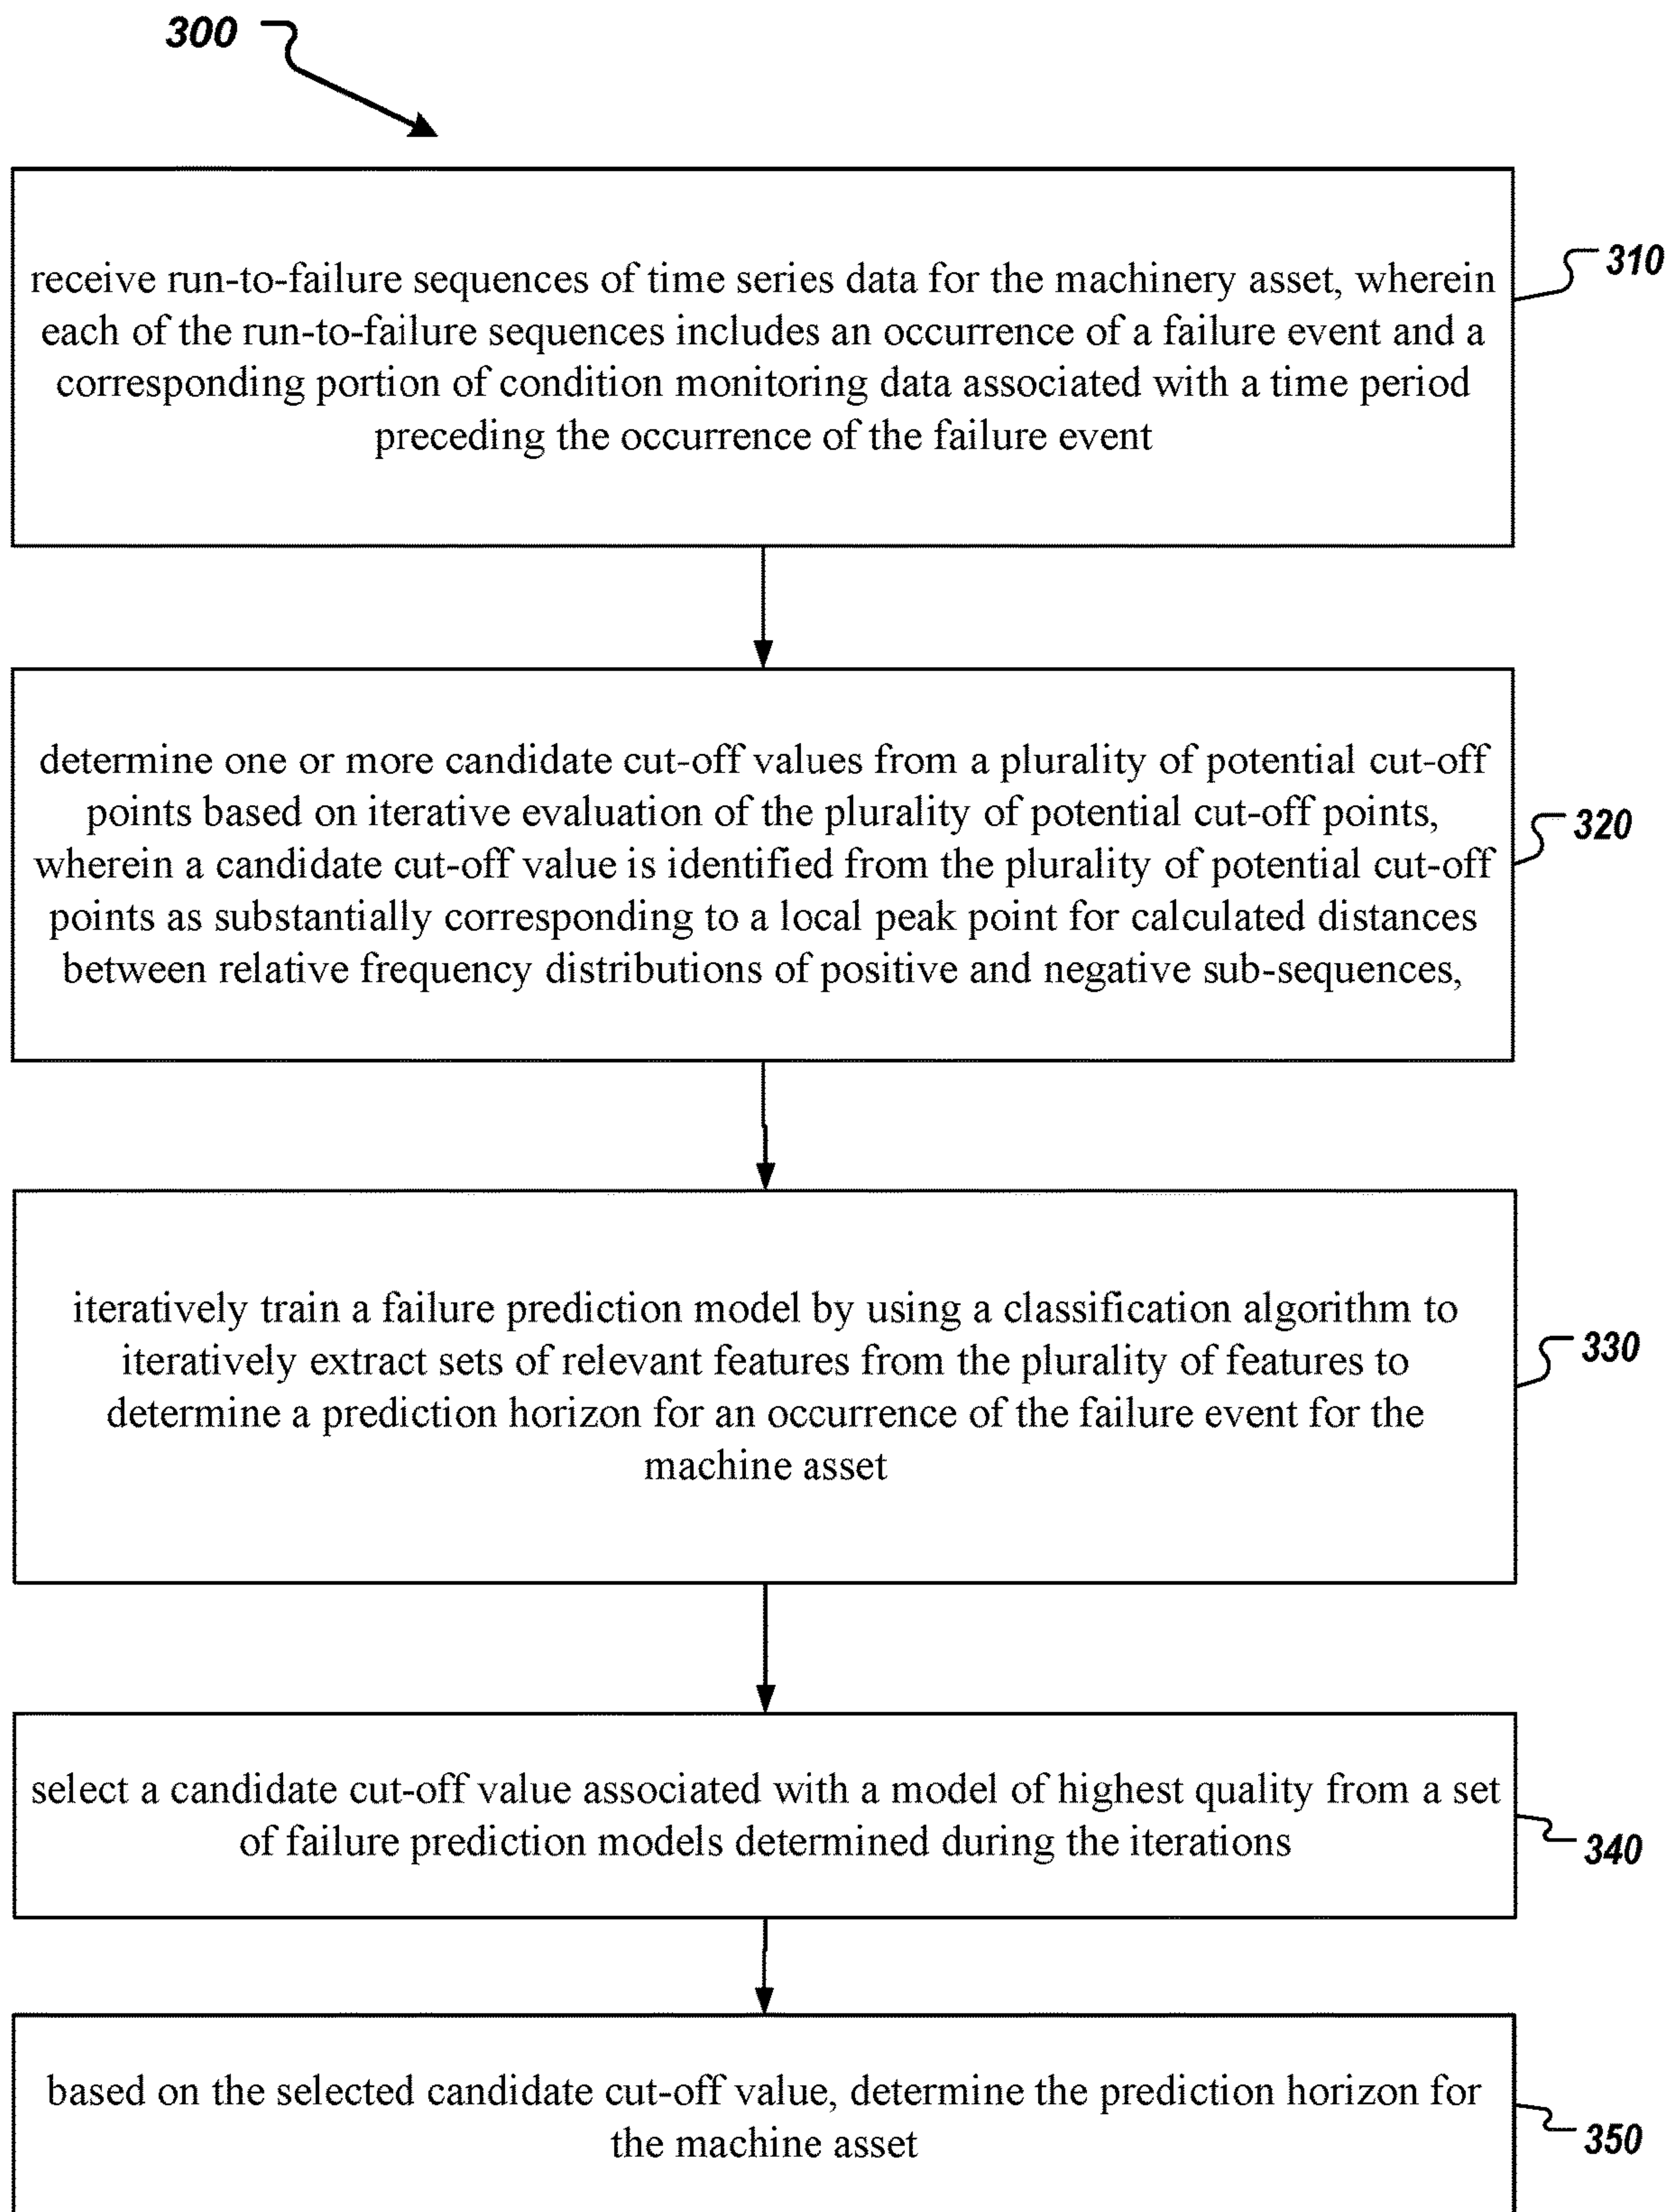 300
receive run-to-failure sequences of time series data for the machinery asset, wherein
each of the run-to-failure sequences includes an occurrence of a failure event and a
corresponding portion of condition monitoring data associated with a time period
preceding the occurrence of the failure event
310
determine one or more candidate cut-off values from a plurality of potential cut-off
points based on iterative evaluation of the plurality of potential cut-off points,
wherein a candidate cut-off value is identified from the plurality of potential cut-off
points as substantially corresponding to a local peak point for calculated distances
between relative frequency distributions of positive and negative sub-sequences,
320
iteratively train a failure prediction model by using a classification algorithm to
iteratively extract sets of relevant features from the plurality of features to
determine a prediction horizon for an occurrence of the failure event for the
machine asset
330
select a candidate cut-off value associated with a model of highest quality from a set
of failure prediction models determined during the iterations
340
based on the selected candidate cut-off value, determine the prediction horizon for
the machine asset
350